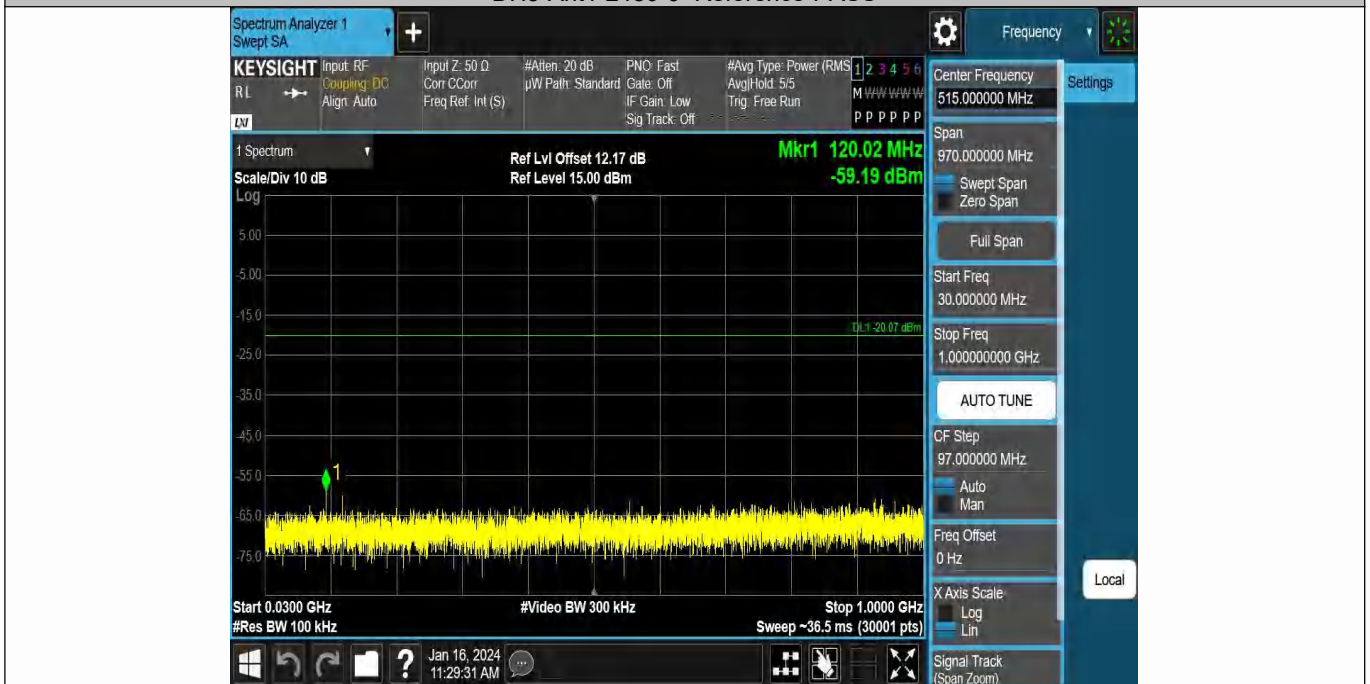 Spectrum Analyzer 1
Swept SA
+
Frequency
KEYSIGHT
RL
LXI
Input: RF
Coupling: DC
Align: Auto
Input Z: 50 Ω
Corr CCorr
Freq Ref: Int (S)
#Atten: 20 dB
µW Path: Standard
PNO: Fast
Gate: Off
IF Gain: Low
Sig Track: Off
#Avg Type: Power (RMS
Avg|Hold: 5/5
Trig: Free Run
1 2 3 4 5 6
M W W W W W
P P P P P P
Center Frequency
515.000000 MHz
Settings
1 Spectrum
Scale/Div 10 dB
Ref Lvl Offset 12.17 dB
Ref Level 15.00 dBm
Mkr1 120.02 MHz
-59.19 dBm
Log
5.00
-5.00
-15.0
-25.0
-35.0
-45.0
-55.0
-65.0
-75.0
DL1 -20.07 dBm
1
Span
970.000000 MHz
Swept Span
Zero Span
Full Span
Start Freq
30.000000 MHz
Stop Freq
1.000000000 GHz
AUTO TUNE
CF Step
97.000000 MHz
Auto
Man
Freq Offset
0 Hz
X Axis Scale
Log
Lin
Signal Track
(Span Zoom)
Local
Start 0.0300 GHz
#Video BW 300 kHz
Stop 1.0000 GHz
#Res BW 100 kHz
Sweep ~36.5 ms (30001 pts)
?
Jan 16, 2024
11:29:31 AM